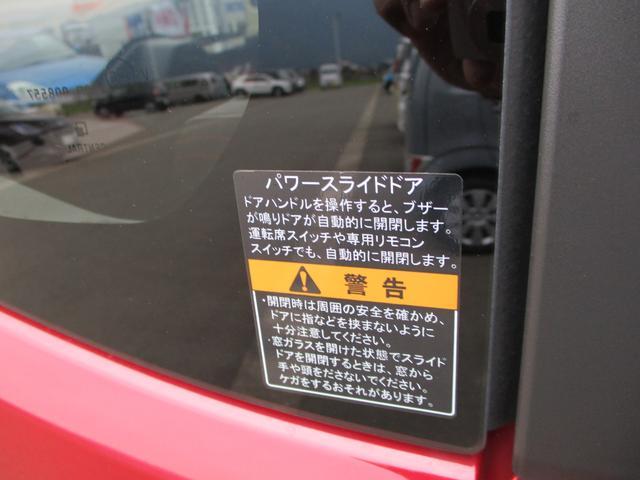 パワースライドドア
ドアハンドルを操作すると、ブザー
が鳴りドアが自動的に開閉します。
運転席スイッチや専用リモコン
スイッチでも、自動的に開閉します。
警告
・開閉時は周囲の安全を確かめ、
ドアに指などを挟まないように
十分注意してください。
・窓ガラスを開けた状態でスライド
ドアを開閉するときは、窓から
手や頭をださないでください。
ケガをするおそれがあります。
008557
CENTRAL